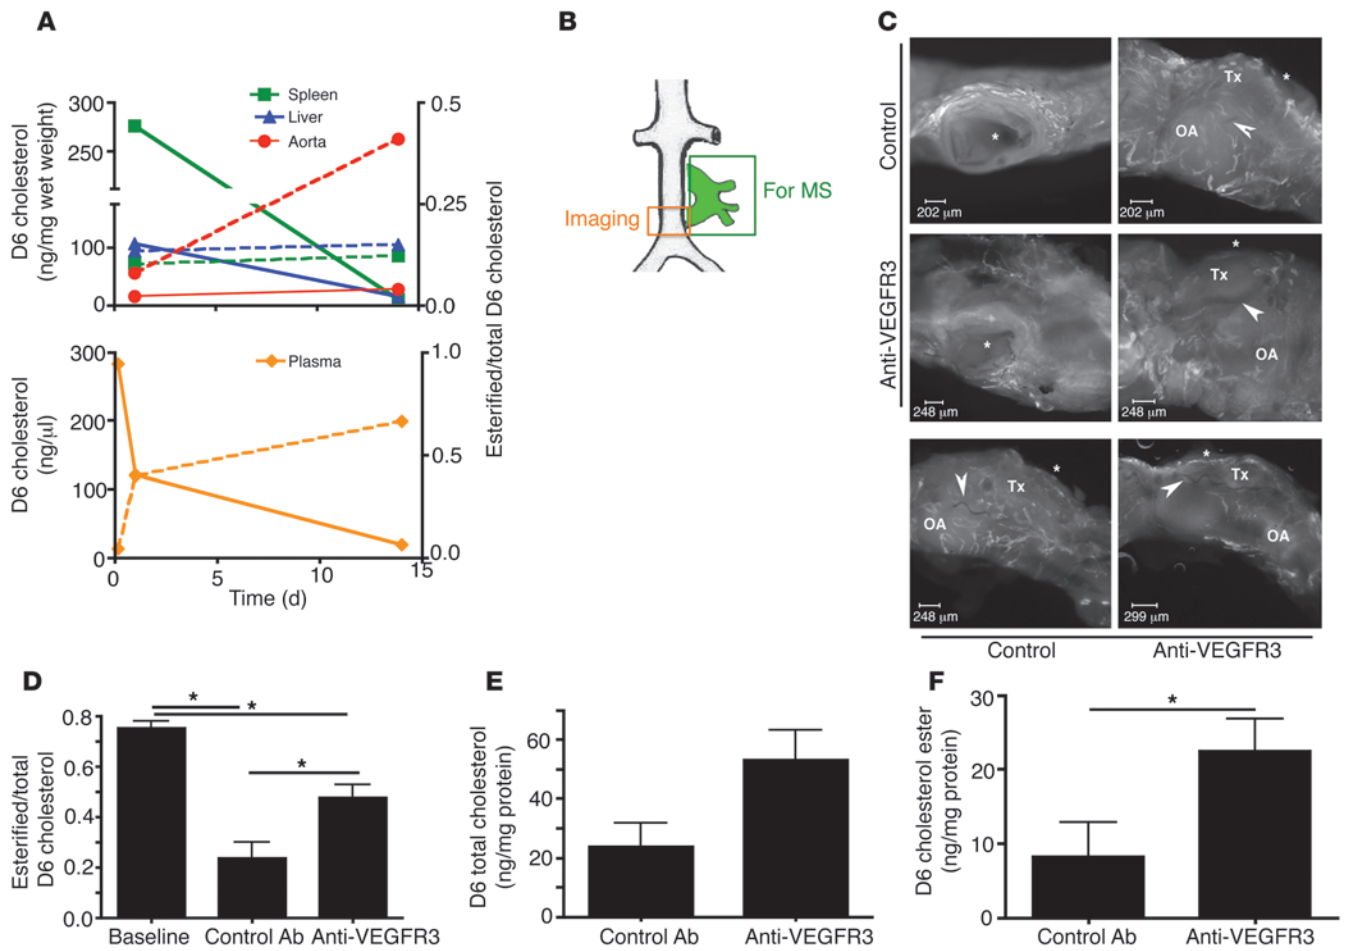 A
B
C
Spleen
Liver
Aorta
300
250
100
0
0.5
0.25
0.0
D6 cholesterol
(ng/mg wet weight)
Esterified/total D6 cholesterol
Plasma
300
200
100
0
1.0
0.5
0.0
D6 cholesterol
(ng/µl)
0
5
10
15
Time (d)
For MS
Imaging
Control
Anti-VEGFR3
*
202 µm
Tx
*
OA
202 µm
*
248 µm
*
Tx
OA
248 µm
*
Tx
OA
248 µm
*
Tx
OA
299 µm
Control
Anti-VEGFR3
D
E
F
Esterified/total
D6 cholesterol
0.8
0.6
0.4
0.2
0.0
*
*
*
Baseline
Control Ab
Anti-VEGFR3
D6 total cholesterol
(ng/mg protein)
60
40
20
0
Control Ab
Anti-VEGFR3
D6 cholesterol ester
(ng/mg protein)
30
20
10
0
*
Control Ab
Anti-VEGFR3